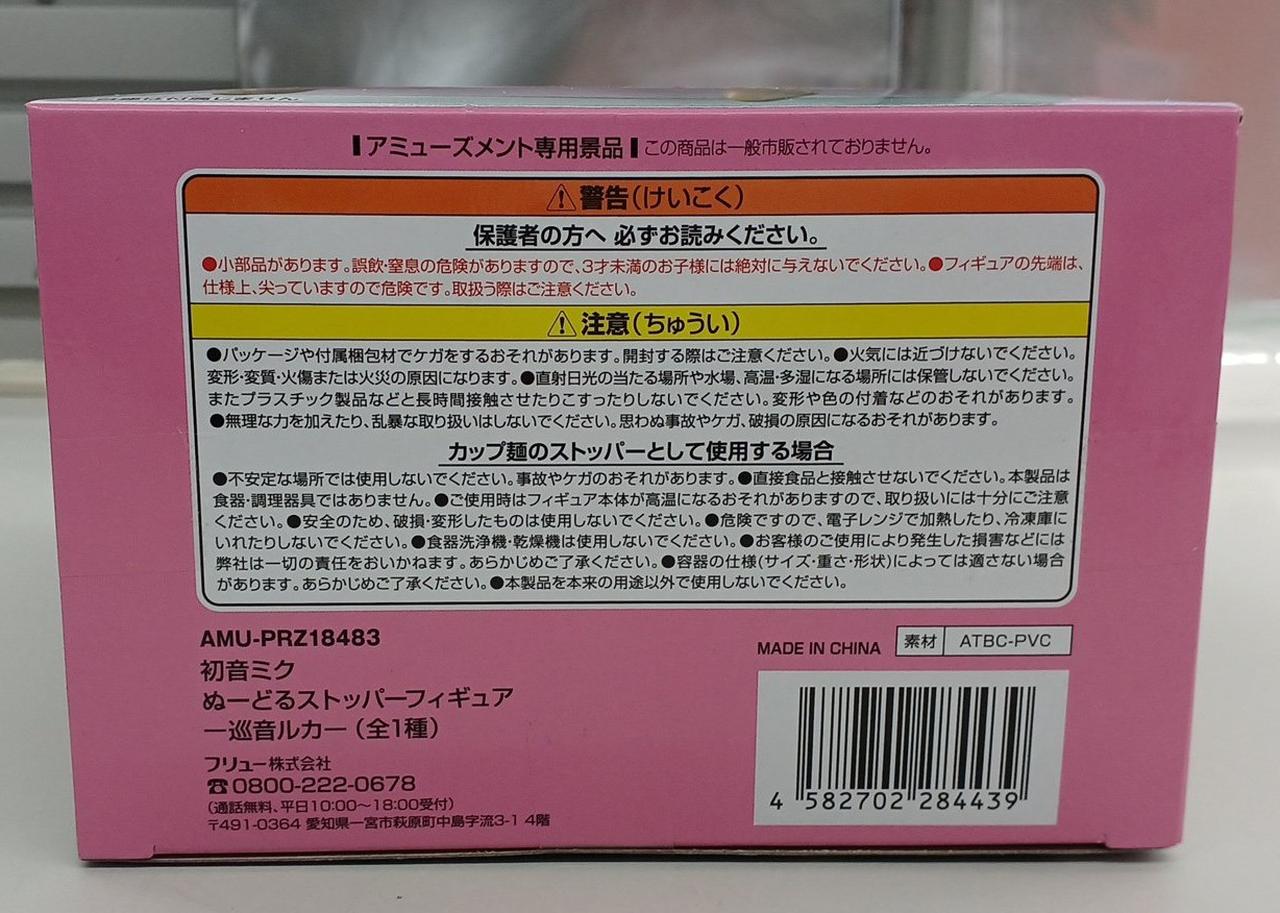 は付属しません。
アミューズメント専用景品 この商品は一般市販されておりません。
⚠警告(けいこく)
保護者の方へ 必ずお読みください。
●小部品があります。誤飲・窒息の危険がありますので、3才未満のお子様には絶対に与えないでください。●フィギュアの先端は、
仕様上、尖っていますので危険です。取扱う際はご注意ください。
⚠注意(ちゅうい)
●パッケージや付属梱包材でケガをするおそれがあります。開封する際はご注意ください。●火気には近づけないでください。
変形・変質・火傷または火災の原因になります。●直射日光の当たる場所や水場、高温・多湿になる場所には保管しないでください。
またプラスチック製品などと長時間接触させたりこすったりしないでください。変形や色の付着などのおそれがあります。
●無理な力を加えたり、乱暴な取り扱いはしないでください。思わぬ事故やケガ、破損の原因になるおそれがあります。
カップ麺のストッパーとして使用する場合
●不安定な場所では使用しないでください。事故やケガのおそれがあります。●直接食品と接触させないでください。本製品は
食器・調理器具ではありません。●ご使用時はフィギュア本体が高温になるおそれがありますので、取り扱いには十分にご注意
ください。●安全のため、破損・変形したものは使用しないでください。●危険ですので、電子レンジで加熱したり、冷凍庫に
いれたりしないでください。●食器洗浄機・乾燥機は使用しないでください。●お客様のご使用により発生した損害などには
弊社は一切の責任をおいかねます。あらかじめご了承ください。●容器の仕様(サイズ・重さ・形状)によっては適さない場合
があります。あらかじめご了承ください。●本製品を本来の用途以外で使用しないでください。
AMU-PRZ18483
初音ミク
ぬーどるストッパーフィギュア
ー巡音ルカー(全1種)
フリュー株式会社
☎0800-222-0678
(通話無料、平日10:00〜18:00受付)
〒491-0364 愛知県一宮市萩原町中島字流3-1 4階
MADE IN CHINA 素材 ATBC-PVC
4 582702 284439